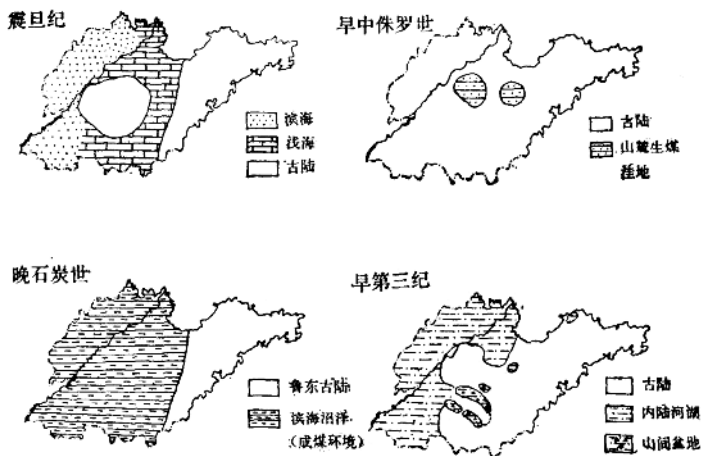 震旦纪
滨海
浅海
古陆
早中侏罗世
古陆
山麓生煤
洼地
晚石炭世
鲁东古陆
滨海沼泽
(成煤环境)
早第三纪
古陆
内陆河湖
山间盆地